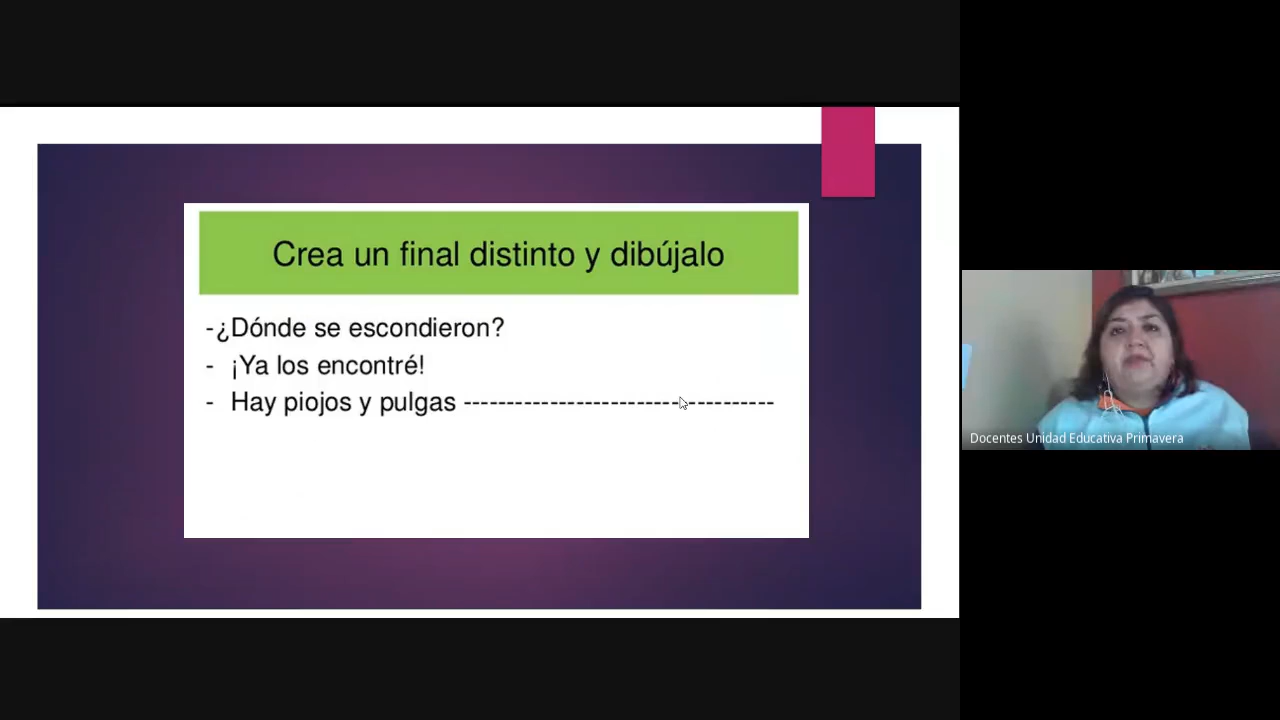 Crea un final distinto y dibújalo
-¿Dónde se escondieron?
- ¡Ya los encontré!
- Hay piojos y pulgas -------------------------------------
Docentes Unidad Educativa Primavera